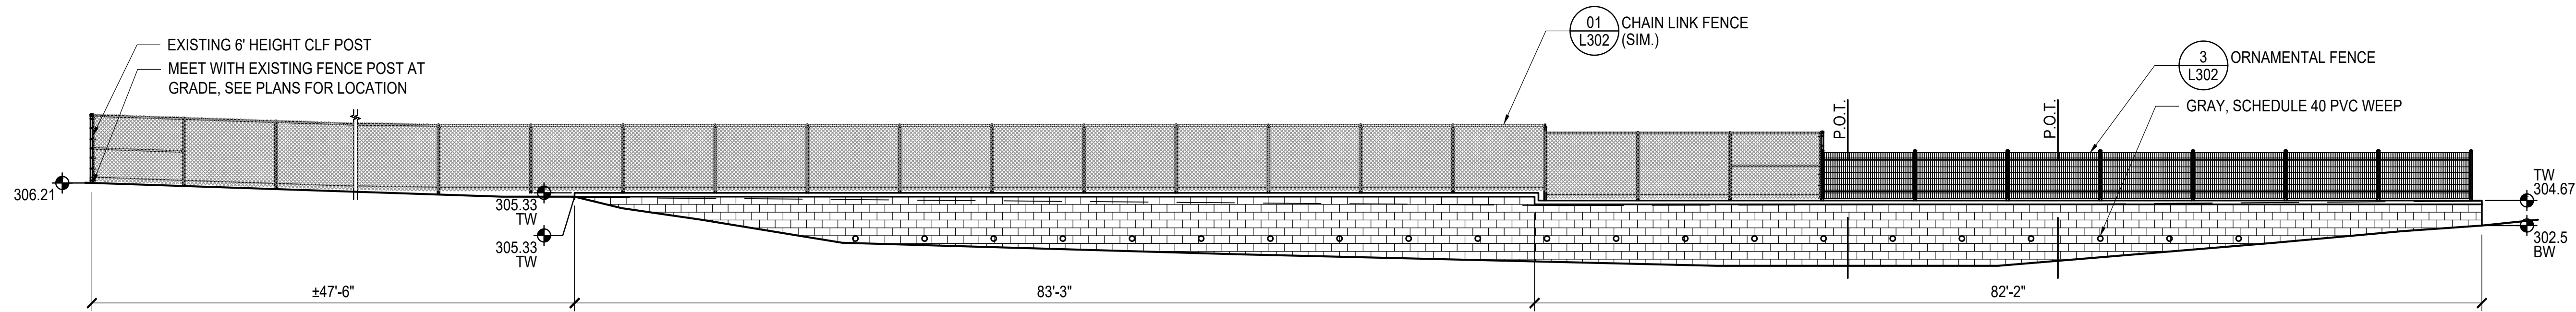 EXISTING 6' HEIGHT CLF POST
MEET WITH EXISTING FENCE POST AT
GRADE, SEE PLANS FOR LOCATION
01
L302
CHAIN LINK FENCE
(SIM.)
3
L302
ORNAMENTAL FENCE
GRAY, SCHEDULE 40 PVC WEEP
P.O.T.
P.O.T.
306.21
305.33
TW
305.33
TW
TW
304.67
302.5
BW
±47'-6"
83'-3"
82'-2"